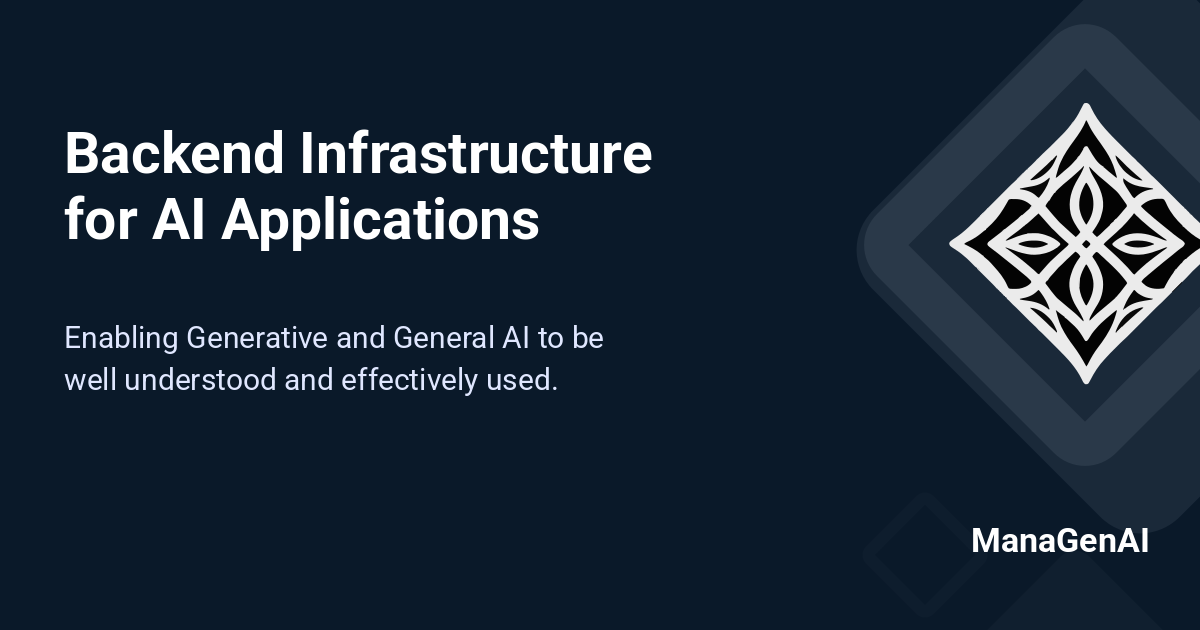 Backend Infrastructure
for AI Applications
Enabling Generative and General AI to be
well understood and effectively used.
ManaGenAI